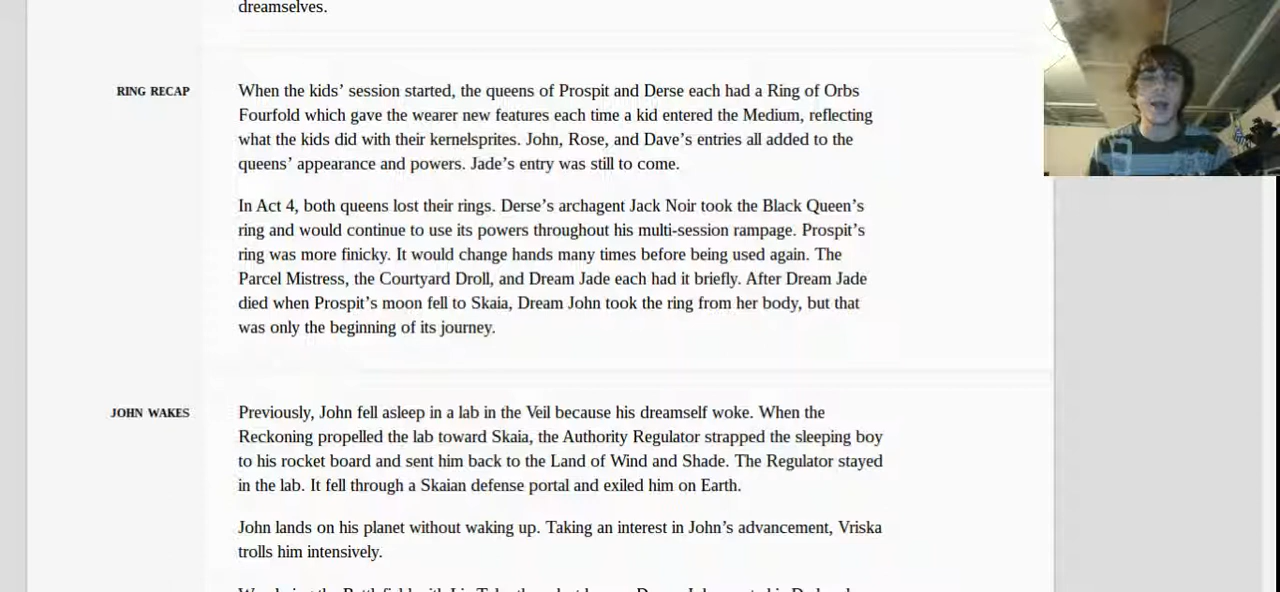 dreamselves.
RING RECAP
When the kids’ session started, the queens of Prospit and Derse each had a Ring of Orbs
Fourfold which gave the wearer new features each time a kid entered the Medium, reflecting
what the kids did with their kernelsprites. John, Rose, and Dave’s entries all added to the
queens’ appearance and powers. Jade’s entry was still to come.
In Act 4, both queens lost their rings. Derse’s archagent Jack Noir took the Black Queen’s
ring and would continue to use its powers throughout his multi-session rampage. Prospit’s
ring was more finicky. It would change hands many times before being used again. The
Parcel Mistress, the Courtyard Droll, and Dream Jade each had it briefly. After Dream Jade
died when Prospit’s moon fell to Skaia, Dream John took the ring from her body, but that
was only the beginning of its journey.
JOHN WAKES
Previously, John fell asleep in a lab in the Veil because his dreamself woke. When the
Reckoning propelled the lab toward Skaia, the Authority Regulator strapped the sleeping boy
to his rocket board and sent him back to the Land of Wind and Shade. The Regulator stayed
in the lab. It fell through a Skaian defense portal and exiled him on Earth.
John lands on his planet without waking up. Taking an interest in John’s advancement, Vriska
trolls him intensively.